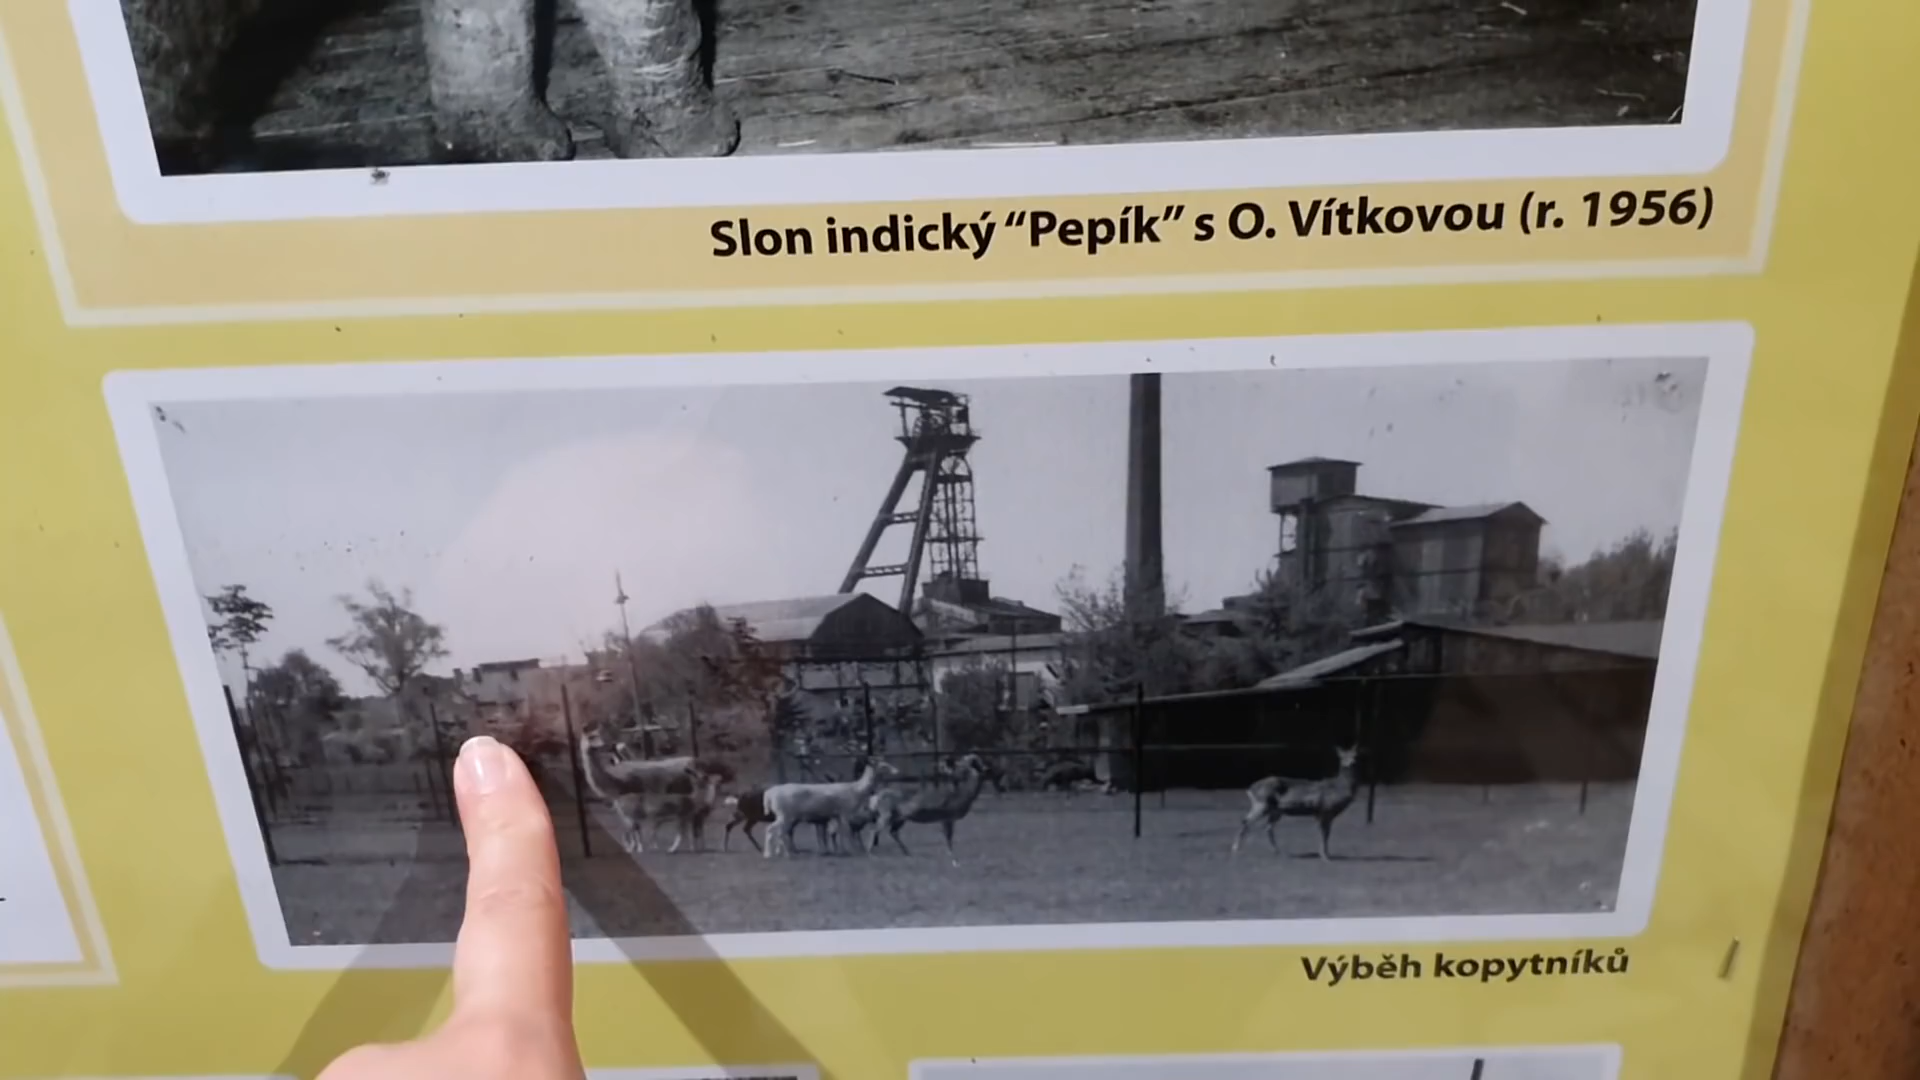 Slon indický “Pepík” s O. Vítkovou (r. 1956)
Výběh kopytníků